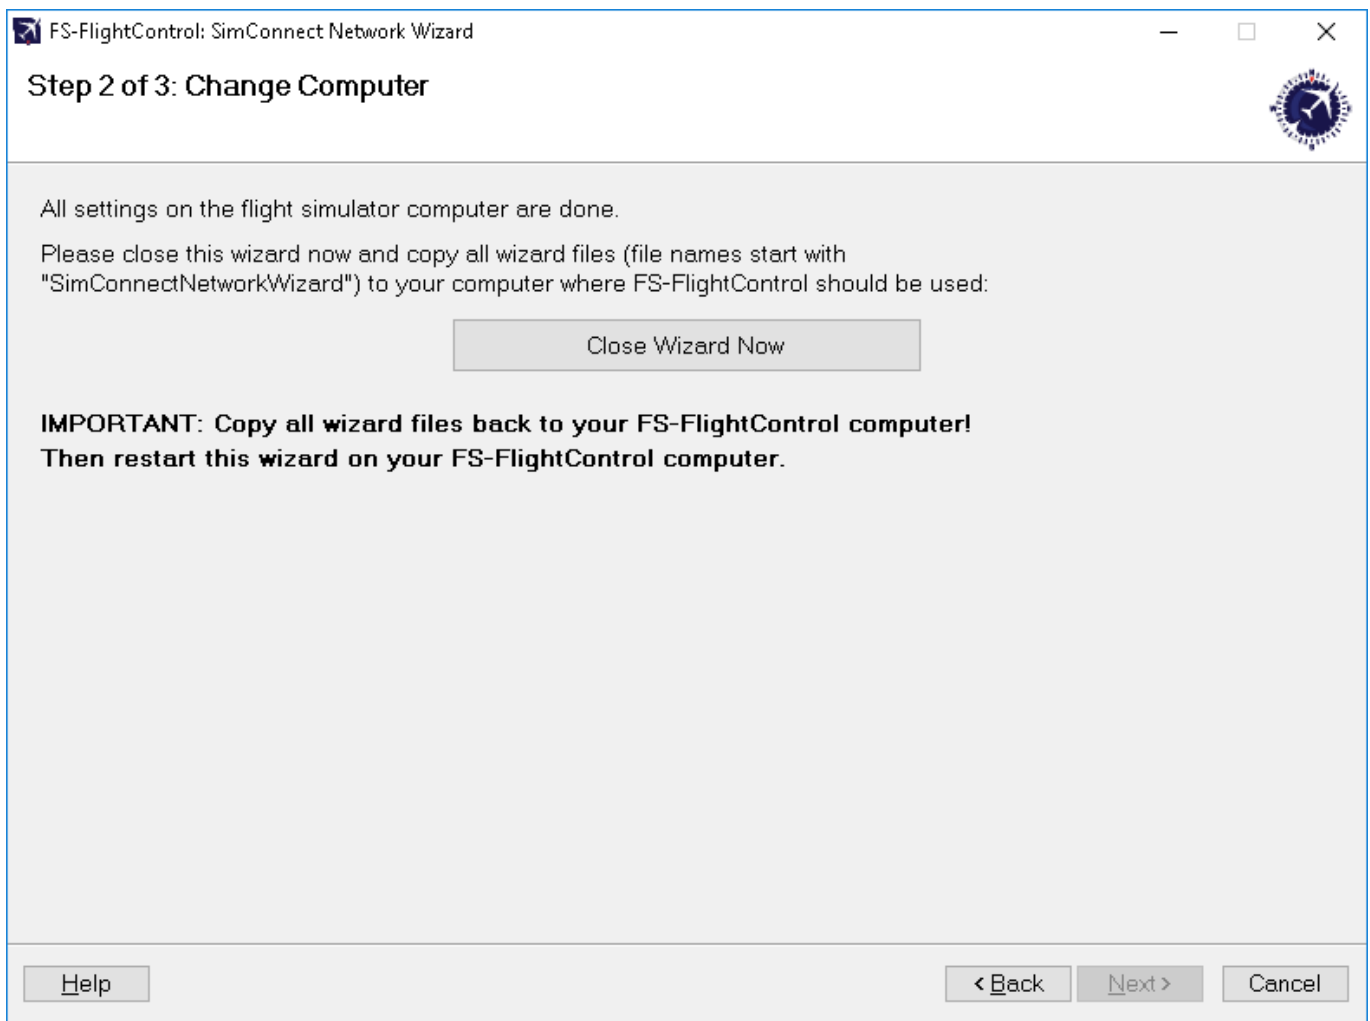 FS-FlightControl: SimConnect Network Wizard
Step 2 of 3: Change Computer
All settings on the flight simulator computer are done.
Please close this wizard now and copy all wizard files (file names start with
"SimConnectNetworkWizard") to your computer where FS-FlightControl should be used:
Close Wizard Now
IMPORTANT: Copy all wizard files back to your FS-FlightControl computer!
Then restart this wizard on your FS-FlightControl computer.
Help
< Back
Next >
Cancel